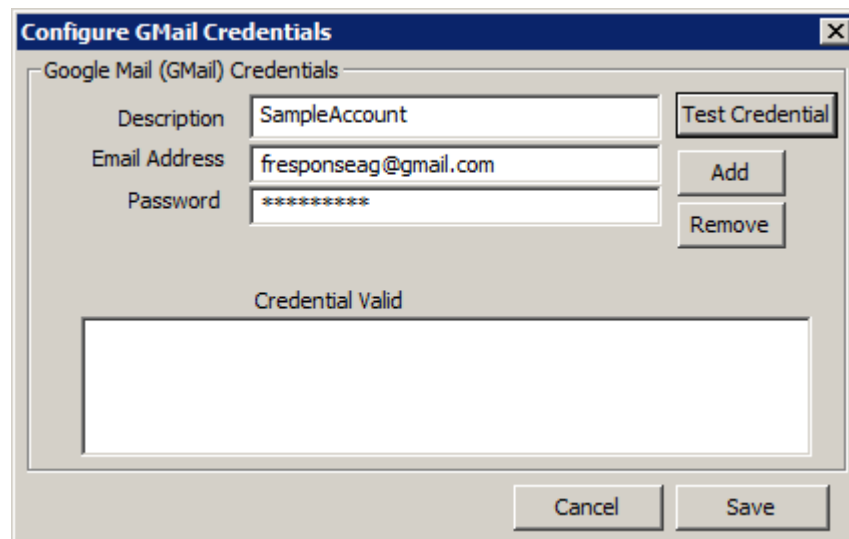 Configure GMail Credentials
Google Mail (GMail) Credentials
Description SampleAccount Test Credential
Email Address fresponseag@gmail.com Add
Password *********
Remove
Credential Valid
Cancel Save